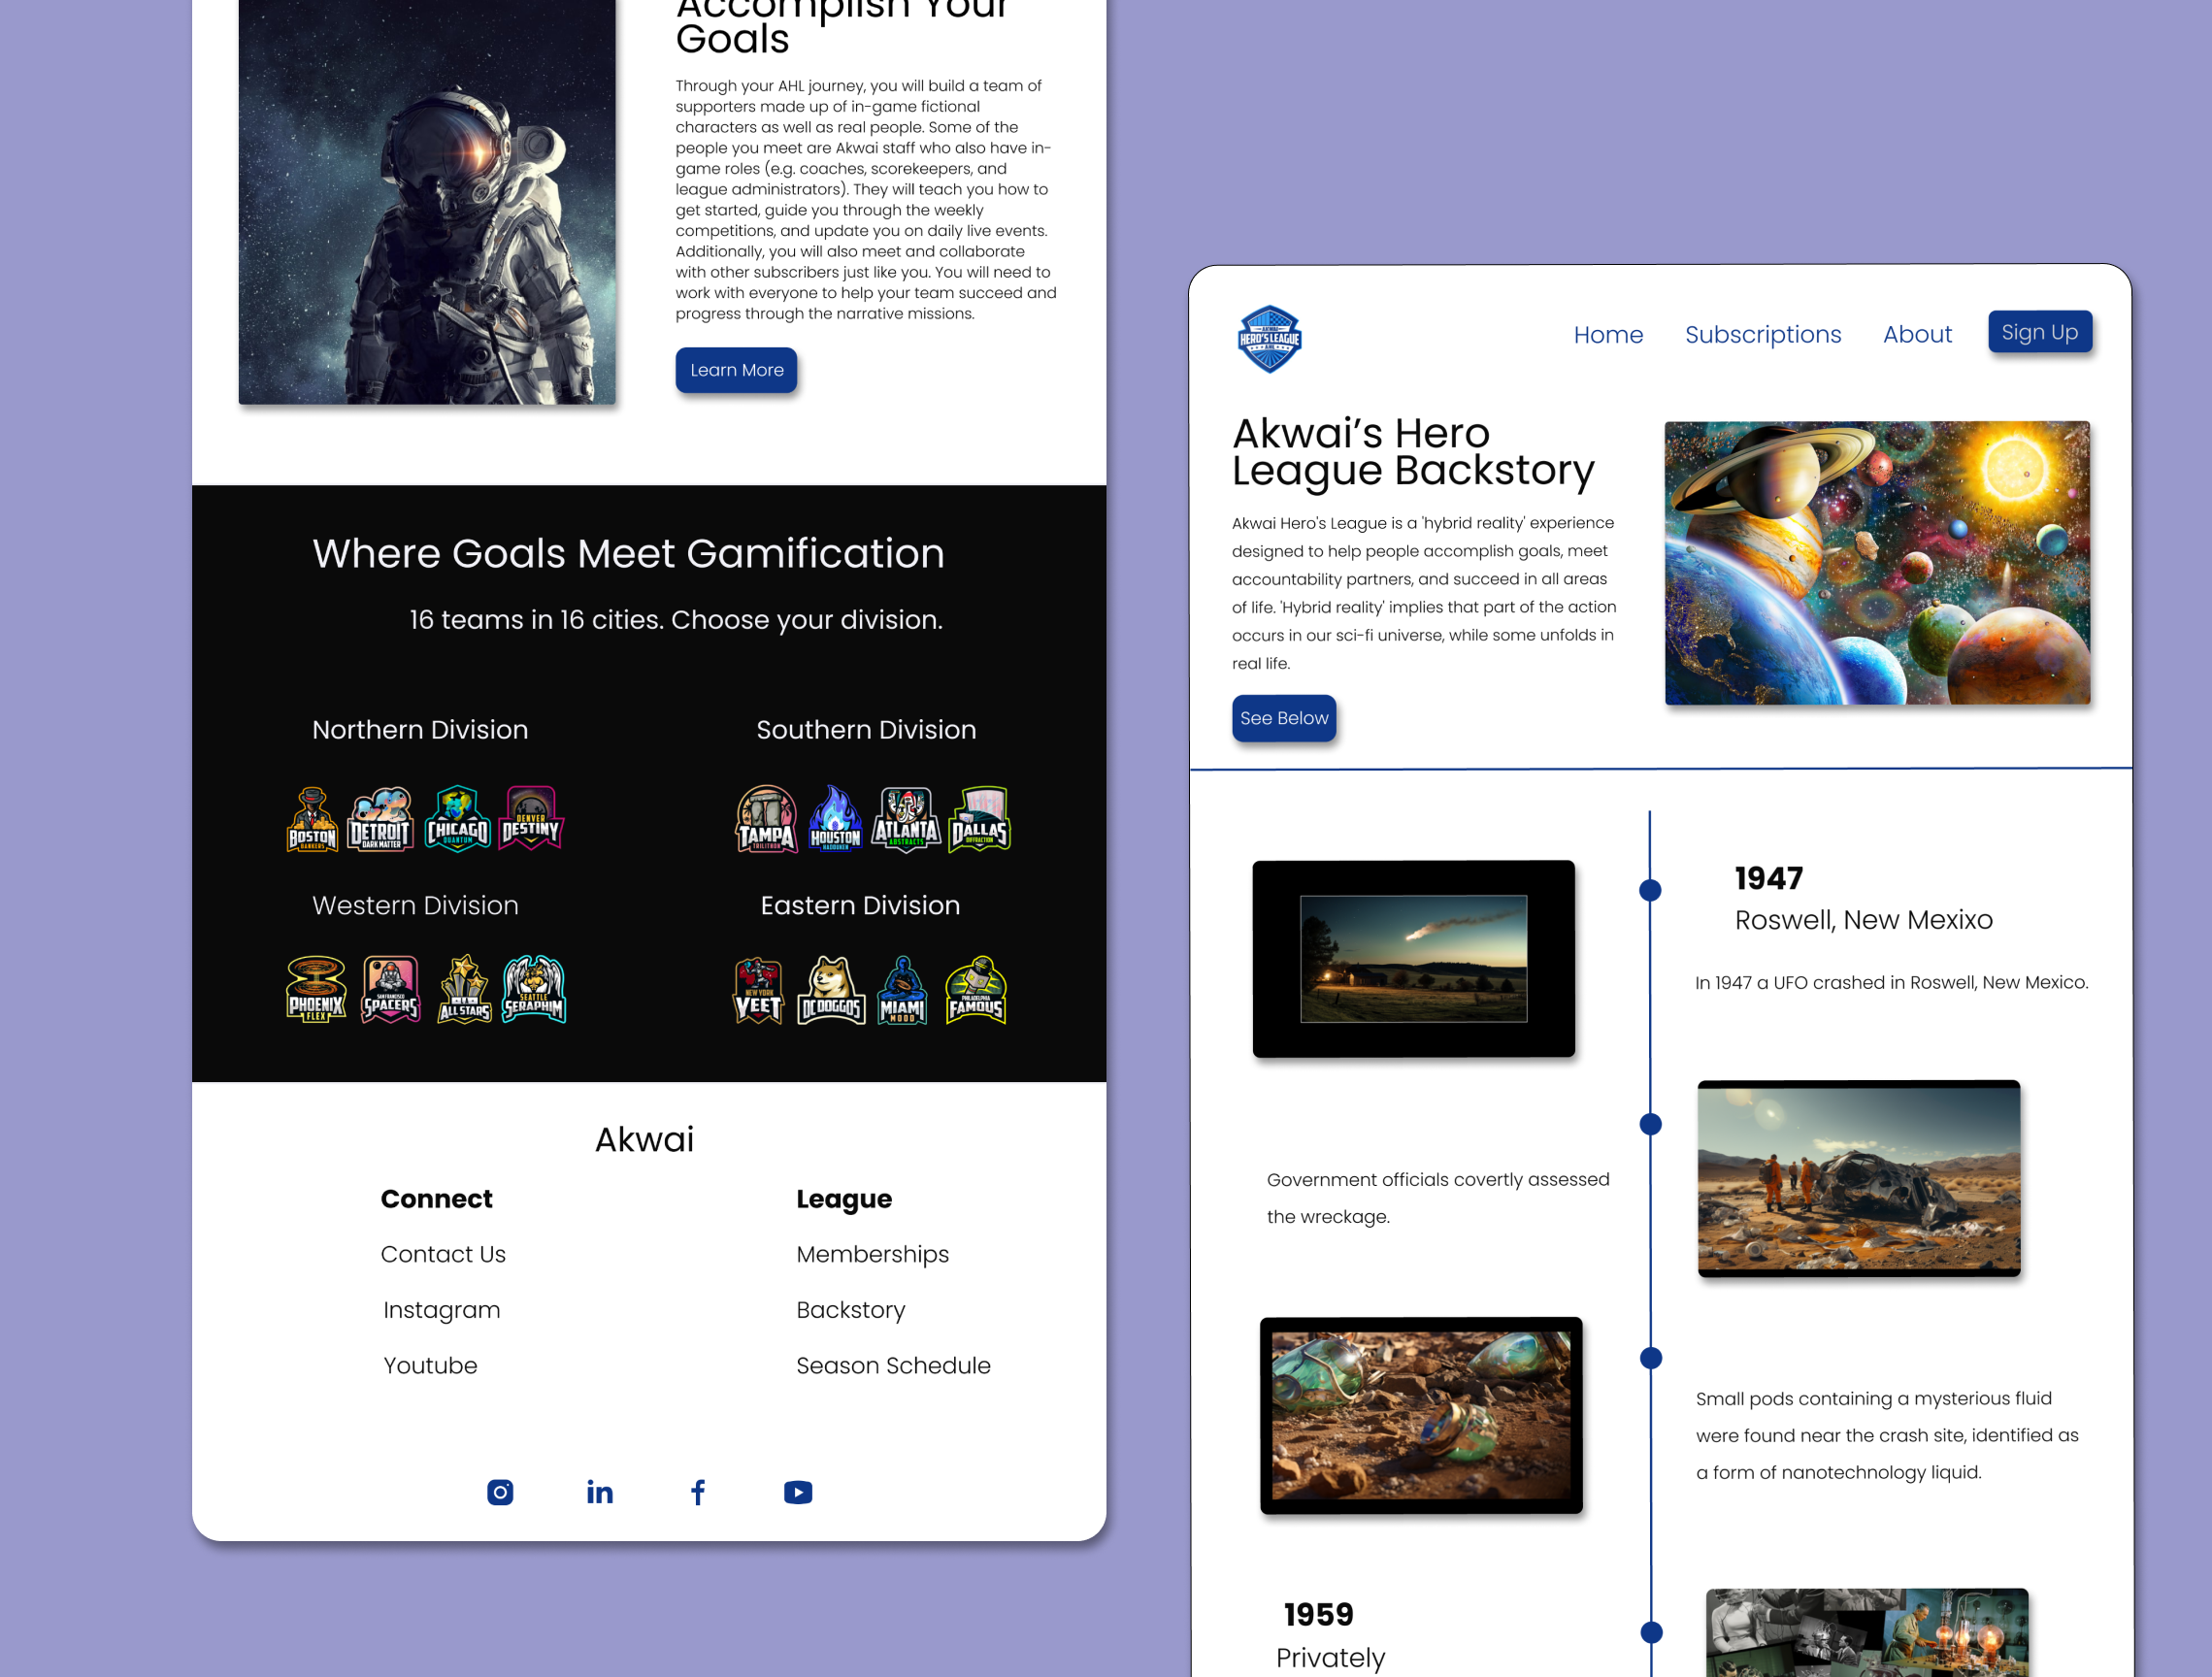 Accomplish Your
Goals
Through your AHL journey, you will build a team of
supporters made up of in-game fictional
characters as well as real people. Some of the
people you meet are Akwai staff who also have in-
game roles (e.g. coaches, scorekeepers, and
league administrators). They will teach you how to
get started, guide you through the weekly
competitions, and update you on daily live events.
Additionally, you will also meet and collaborate
with other subscribers just like you. You will need to
work with everyone to help your team succeed and
progress through the narrative missions.
Learn More
Where Goals Meet Gamification
16 teams in 16 cities. Choose your division.
Northern Division
BOSTON
BANKERS
DETROIT
DARK MATTER
CHICAGO
QUANTUM
DENVER
DESTINY
Southern Division
TAMPA
TRILITHON
HOUSTON
HADOUKEN
ATLANTA
ABSTRACTS
DALLAS
DIFFRACTION
Western Division
PHOENIX
FLEX
SAN FRANCISCO
SPACERS
LA
ALL STARS
SEATTLE
SERAPHIM
Eastern Division
NEW YORK
VEET
DC DOGGOS
MIAMI
MOOD
PHILADELPHIA
FAMOUS
Akwai
Connect
Contact Us
Instagram
Youtube
League
Memberships
Backstory
Season Schedule
in
f
AKWAI
HERO'S LEAGUE
AHL
Home
Subscriptions
About
Sign Up
Akwai’s Hero
League Backstory
Akwai Hero's League is a 'hybrid reality' experience
designed to help people accomplish goals, meet
accountability partners, and succeed in all areas
of life. 'Hybrid reality' implies that part of the action
occurs in our sci-fi universe, while some unfolds in
real life.
See Below
1947
Roswell, New Mexixo
In 1947 a UFO crashed in Roswell, New Mexico.
Government officials covertly assessed
the wreckage.
Small pods containing a mysterious fluid
were found near the crash site, identified as
a form of nanotechnology liquid.
1959
Privately